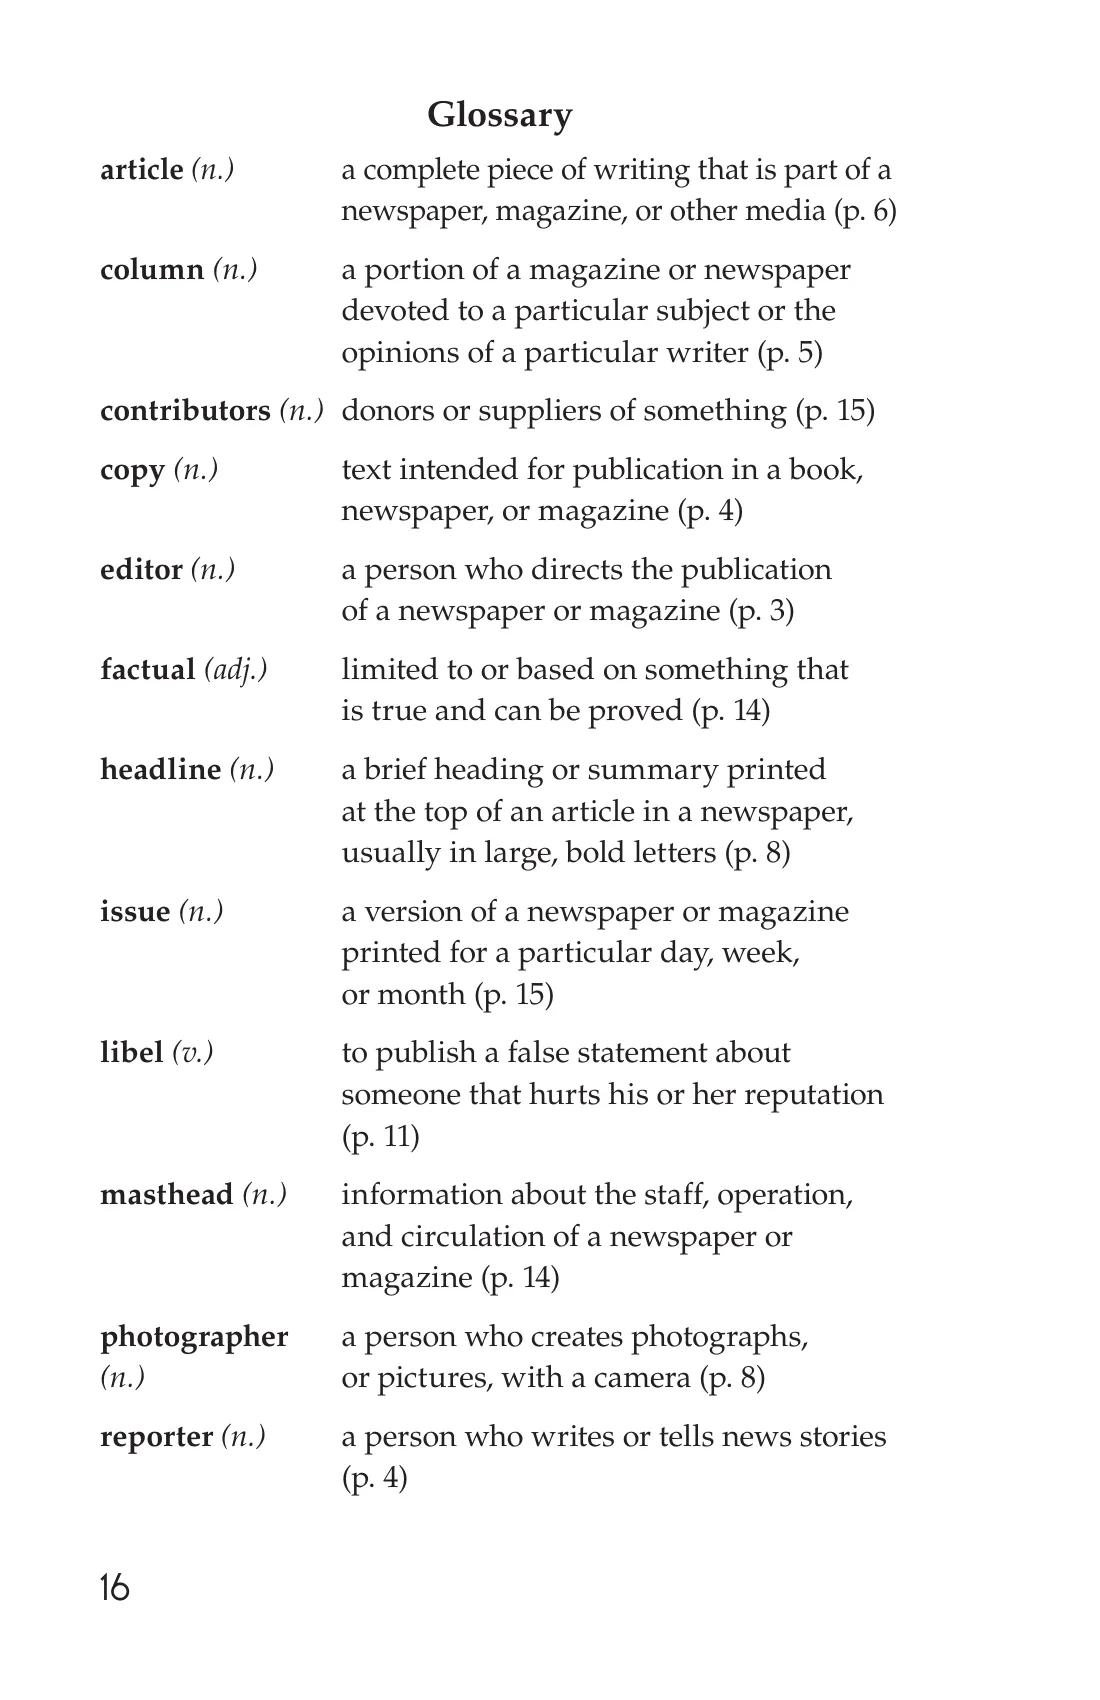 Glossary
article (n.) a complete piece of writing that is part of a
newspaper, magazine, or other media (p. 6)
column (n.) a portion of a magazine or newspaper
devoted to a particular subject or the
opinions of a particular writer (p. 5)
contributors (n.) donors or suppliers of something (p. 15)
copy (n.) text intended for publication in a book,
newspaper, or magazine (p. 4)
editor (n.) a person who directs the publication
of a newspaper or magazine (p. 3)
factual (adj.) limited to or based on something that
is true and can be proved (p. 14)
headline (n.) a brief heading or summary printed
at the top of an article in a newspaper,
usually in large, bold letters (p. 8)
issue (n.) a version of a newspaper or magazine
printed for a particular day, week,
or month (p. 15)
libel (v.) to publish a false statement about
someone that hurts his or her reputation
(p. 11)
masthead (n.) information about the staff, operation,
and circulation of a newspaper or
magazine (p. 14)
photographer a person who creates photographs,
(n.) or pictures, with a camera (p. 8)
reporter (n.) a person who writes or tells news stories
(p. 4)
16